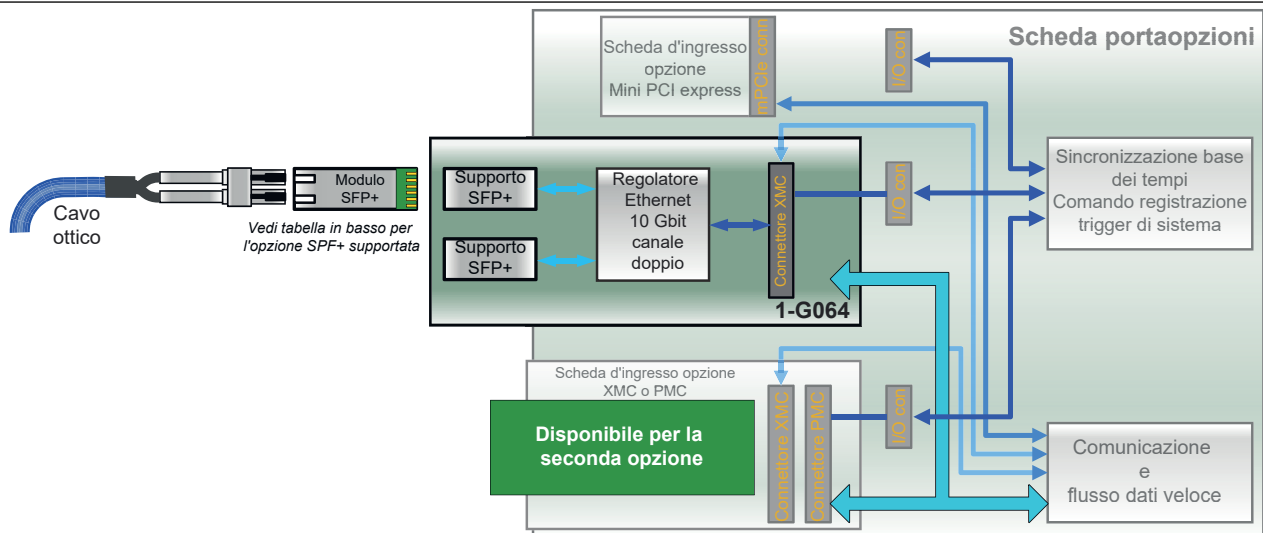 Scheda portaopzioni
Scheda d'ingresso
opzione
Mini PCI express
mPCIe conn
I/O con
Cavo
ottico
Modulo
SFP+
Vedi tabella in basso per
l'opzione SPF+ supportata
Supporto
SFP+
Supporto
SFP+
Regolatore
Ethernet
10 Gbit
canale
doppio
Connettore XMC
1-G064
I/O con
Sincronizzazione base
dei tempi
Comando registrazione
trigger di sistema
Scheda d'ingresso opzione
XMC o PMC
Disponibile per la
seconda opzione
Connettore XMC
Connettore PMC
I/O con
Comunicazione
e
flusso dati veloce